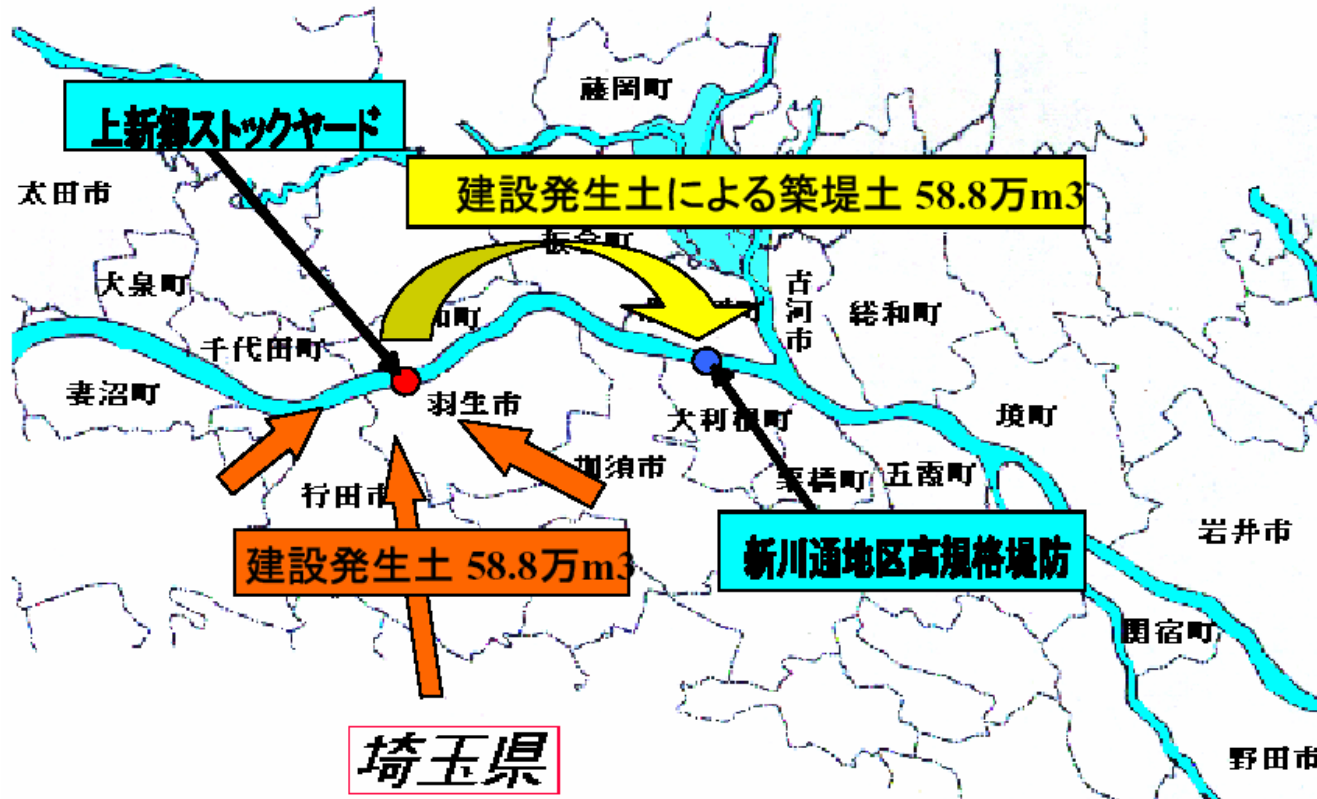 藤岡町
上新郷ストックヤード
太田市
建設発生土による築堤土 58.8万m3
大泉町
古河市
総和町
千代田町
妻沼町
羽生市
大利根町
境町
加須市
栗橋町
五霞町
行田市
岩井市
建設発生土 58.8万m3
新川通地区高規格堤防
関宿町
埼玉県
野田市